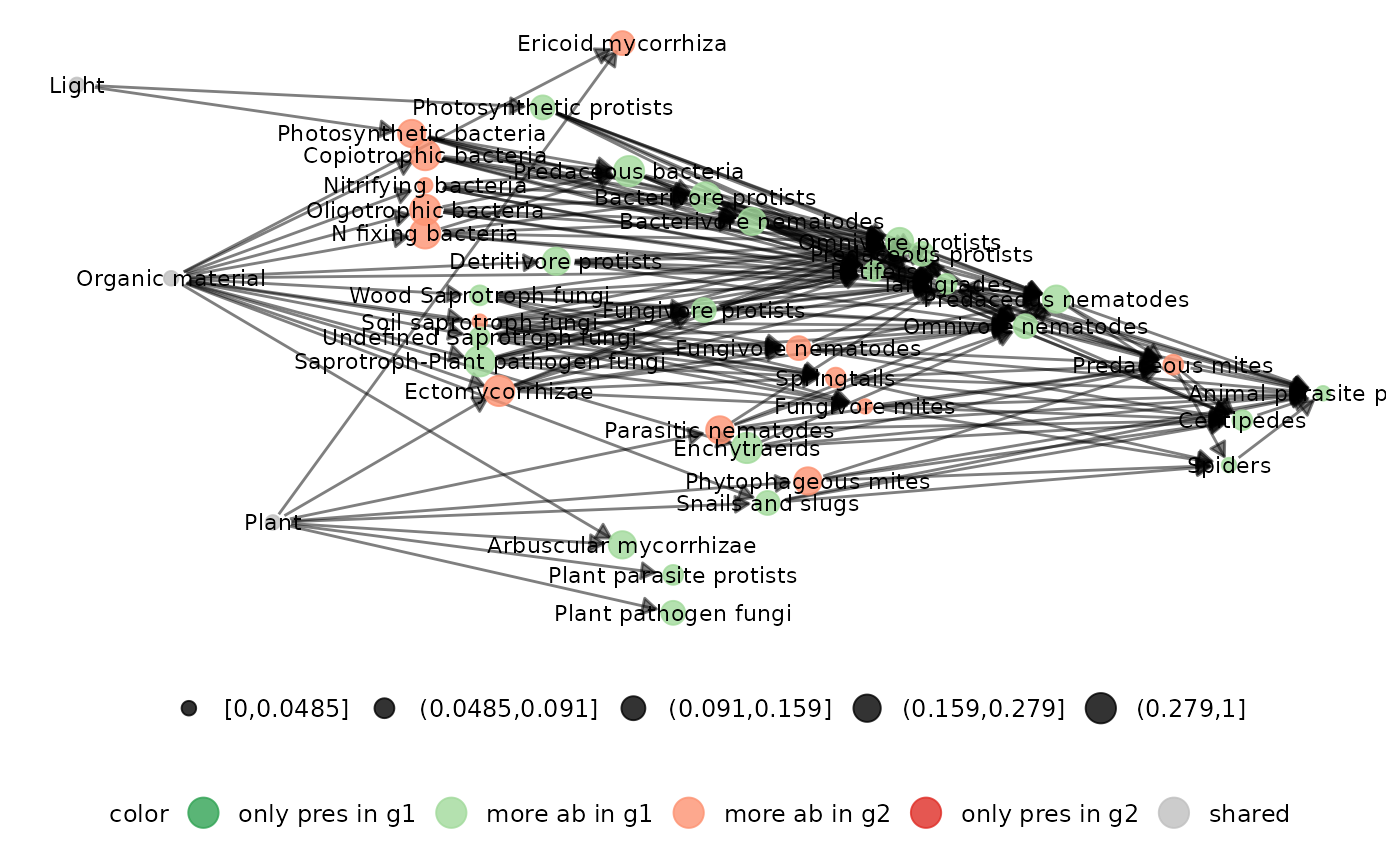 Ericoid mycorrhiza
Light
Photosynthetic protists
Photosynthetic bacteria
Copiotrophic bacteria
Predaceous bacteria
Nitrifying bacteria
Bacterivore protists
Oligotrophic bacteria
Bacterivore nematodes
N fixing bacteria
Omnivore protists
Predaceous protists
Detritivore protists
Rotifers
Organic material
Tardigrades
Wood Saprotroph fungi
Predaceous nematodes
Fungivore protists
Soil saprotroph fungi
Omnivore nematodes
Undefined Saprotroph fungi
Fungivore nematodes
Saprotroph-Plant pathogen fungi
Predaceous mites
Springtails
Ectomycorrhizae
Animal parasite p
Fungivore mites
Centipedes
Parasitic nematodes
Enchytraeids
Spiders
Phytophageous mites
Snails and slugs
Plant
Arbuscular mycorrhizae
Plant parasite protists
Plant pathogen fungi
[0,0.0485] (0.0485,0.091] (0.091,0.159] (0.159,0.279] (0.279,1]
color only pres in g1 more ab in g1 more ab in g2 only pres in g2 shared